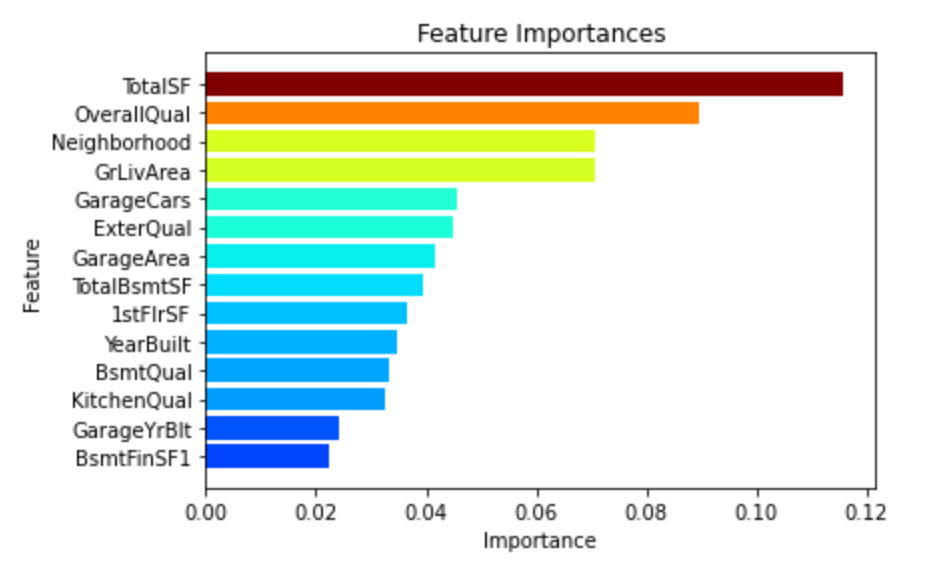 Feature Importances
TotalSF
OverallQual
Neighborhood
GrLivArea
GarageCars
ExterQual
GarageArea
TotalBsmtSF
1stFlrSF
YearBuilt
BsmtQual
KitchenQual
GarageYrBlt
BsmtFinSF1
Feature
0.00 0.02 0.04 0.06 0.08 0.10 0.12
Importance